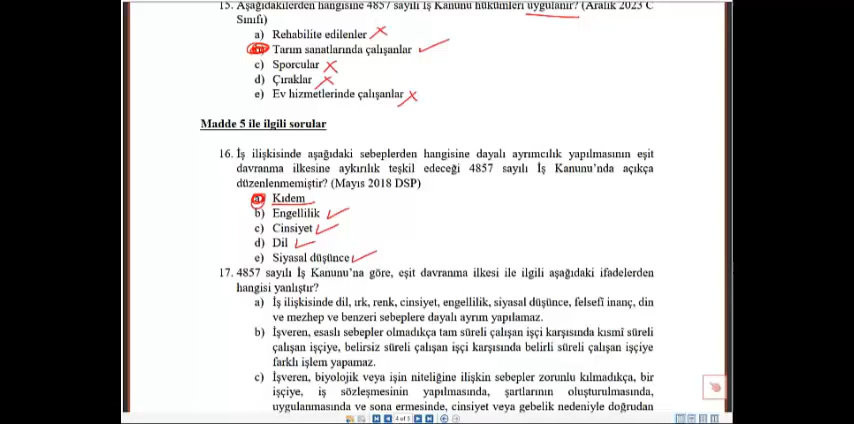 15. Aşağıdakilerden hangisine 4857 sayılı İş Kanunu hükümleri uygulanır? (Aralık 2023 C
Sınıfı)
a) Rehabilite edilenler
Tarım sanatlarında çalışanlar
c) Sporcular
d) Çıraklar
e) Ev hizmetlerinde çalışanlar
Madde 5 ile ilgili sorular
16. İş ilişkisinde aşağıdaki sebeplerden hangisine dayalı ayrımcılık yapılmasının eşit
davranma ilkesine aykırılık teşkil edeceği 4857 sayılı İş Kanunu'nda açıkça
düzenlenmemiştir? (Mayıs 2018 DSP)
a) Kıdem
b) Engellilik
c) Cinsiyet
d) Dil
e) Siyasal düşünce
17. 4857 sayılı İş Kanunu'na göre, eşit davranma ilkesi ile ilgili aşağıdaki ifadelerden
hangisi yanlıştır?
a) İş ilişkisinde dil, ırk, renk, cinsiyet, engellilik, siyasal düşünce, felsefî inanç, din
ve mezhep ve benzeri sebeplere dayalı ayrım yapılamaz.
b) İşveren, esaslı sebepler olmadıkça tam süreli çalışan işçi karşısında kısmî süreli
çalışan işçiye, belirsiz süreli çalışan işçi karşısında belirli süreli çalışan işçiye
farklı işlem yapamaz.
c) İşveren, biyolojik veya işin niteliğine ilişkin sebepler zorunlu kılmadıkça, bir
işçiye, iş sözleşmesinin yapılmasında, şartlarının oluşturulmasında,
uygulanmasında ve sona ermesinde, cinsiyet veya gebelik nedeniyle doğrudan